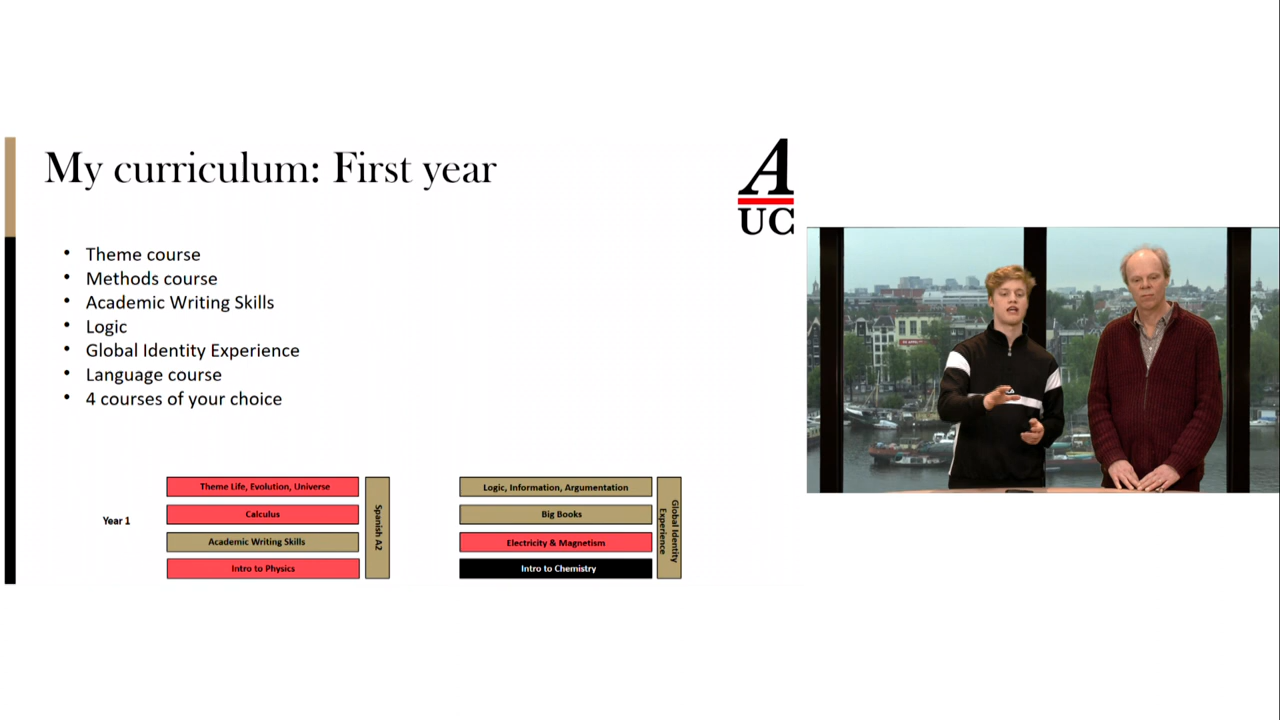 My curriculum: First year
A
UC
Theme course
Methods course
Academic Writing Skills
Logic
Global Identity Experience
Language course
4 courses of your choice
Year 1
Theme Life, Evolution, Universe
Calculus
Academic Writing Skills
Intro to Physics
Spanish A2
Logic, Information, Argumentation
Big Books
Electricity & Magnetism
Intro to Chemistry
Global Identity
Experience